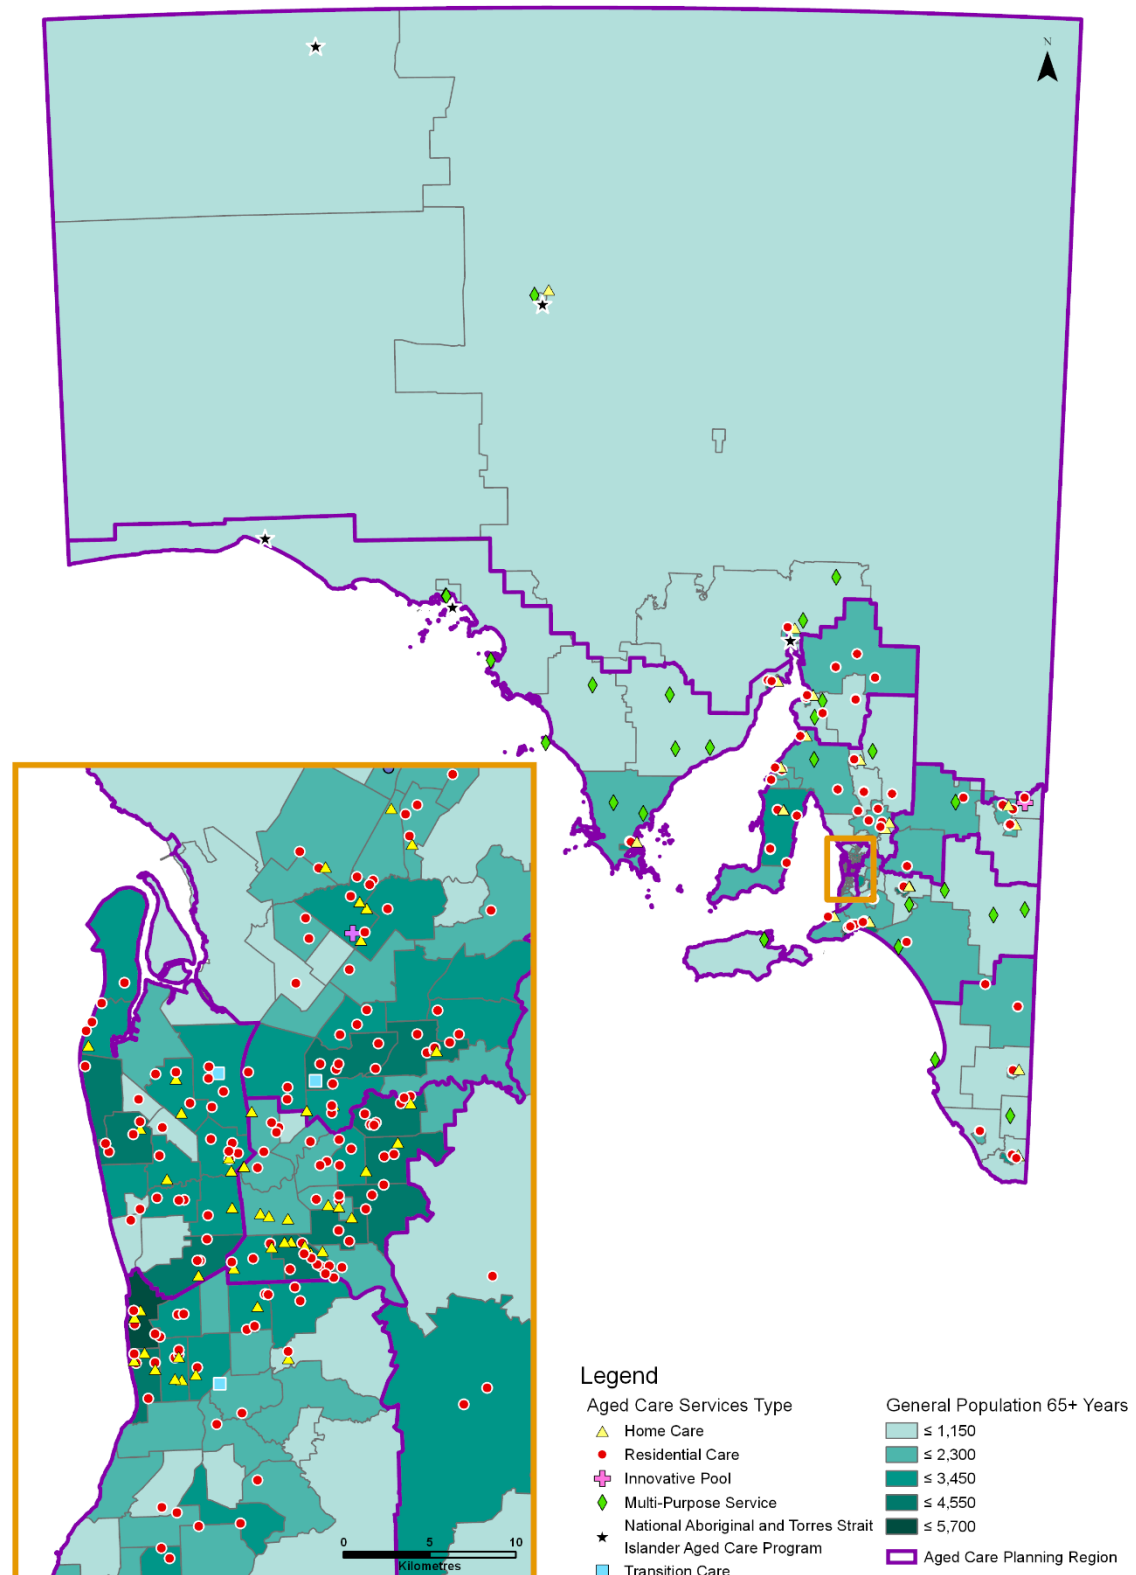 N
0 5 10
Kilometres
Legend
Aged Care Services Type
Home Care
Residential Care
Innovative Pool
Multi-Purpose Service
National Aboriginal and Torres Strait
Islander Aged Care Program
Transition Care
General Population 65+ Years
≤ 1,150
≤ 2,300
≤ 3,450
≤ 4,550
≤ 5,700
Aged Care Planning Region